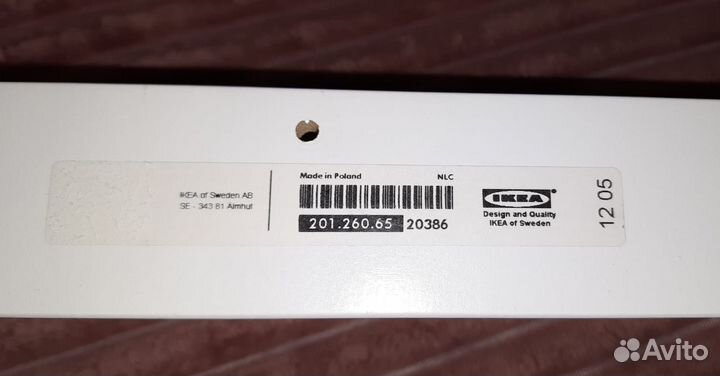 IKEA of Sweden AB
SE - 343 81 Älmhult
Made in Poland NLC
201.260.65 20386
IKEA
Design and Quality
IKEA of Sweden
12 05
Avito